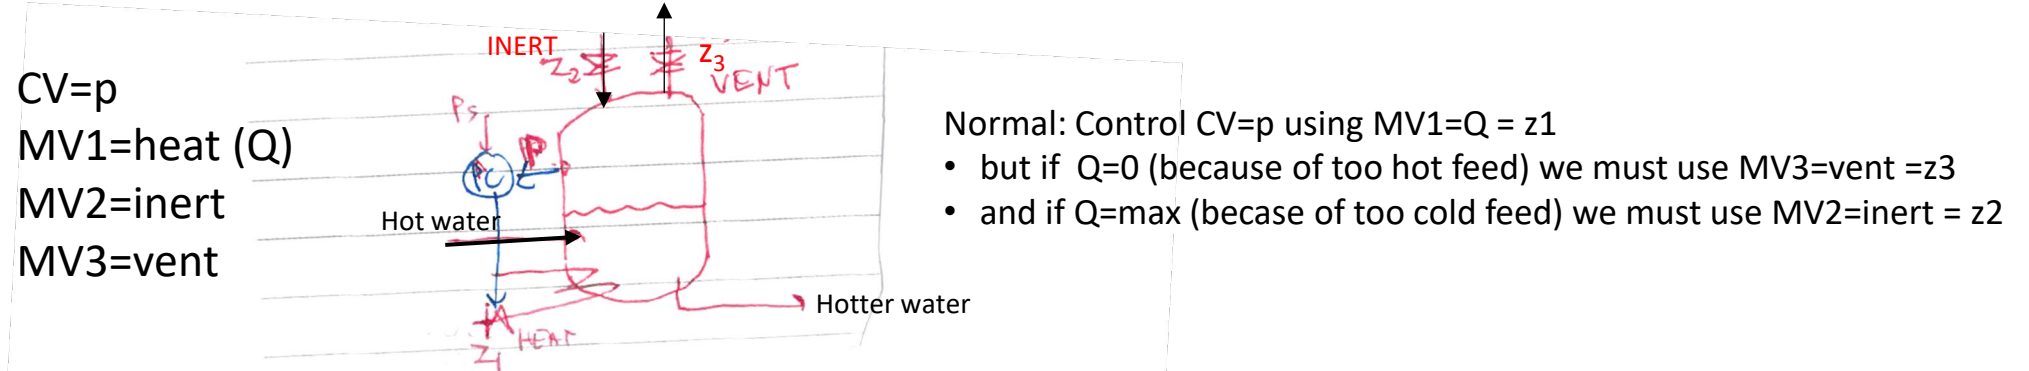 CV=p
MV1=heat (Q)
MV2=inert
MV3=vent
INERT
Z2
z3
VENT
Ps
P
PC
Hot water
HEAT
Z1
Hotter water
Normal: Control CV=p using MV1=Q = z1
• but if Q=0 (because of too hot feed) we must use MV3=vent =z3
• and if Q=max (becase of too cold feed) we must use MV2=inert = z2